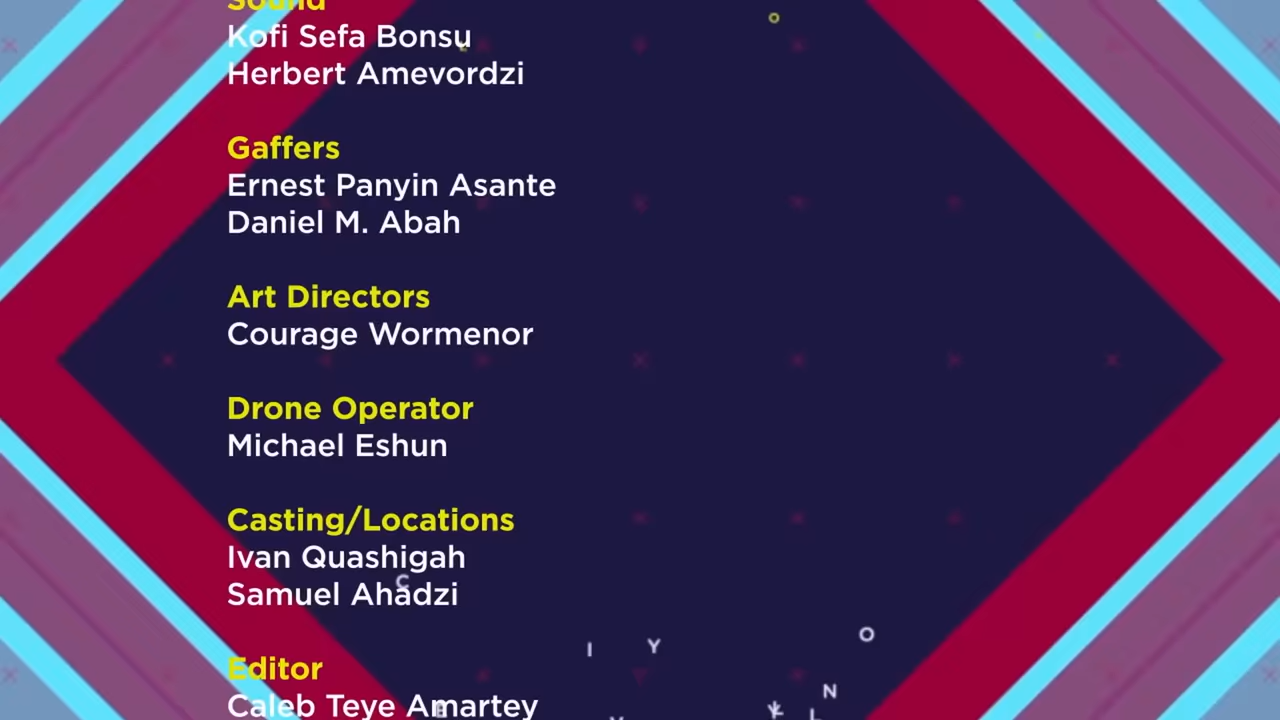 Sound
Kofi Sefa Bonsu
Herbert Amevordzi
Gaffers
Ernest Panyin Asante
Daniel M. Abah
Art Directors
Courage Wormenor
Drone Operator
Michael Eshun
Casting/Locations
Ivan Quashigah
Samuel Ahadzi
Editor
Caleb Teye Amartey